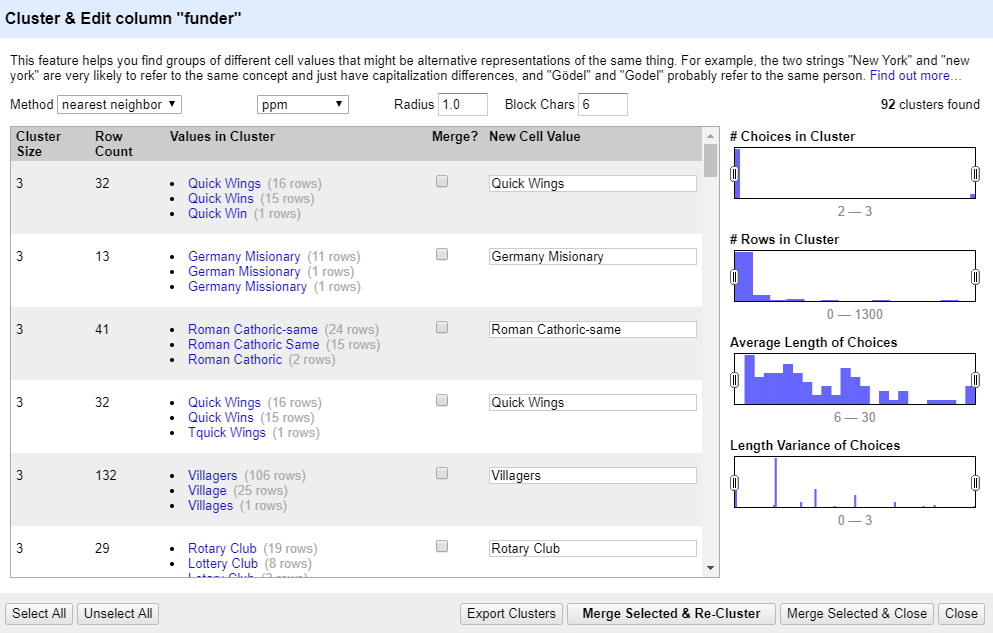 Cluster & Edit column "funder"
This feature helps you find groups of different cell values that might be alternative representations of the same thing. For example, the two strings "New York" and "new
york" are very likely to refer to the same concept and just have capitalization differences, and "Gödel" and "Godel" probably refer to the same person. Find out more...
Method nearest neighbor ppm Radius 1.0 Block Chars 6 92 clusters found
Cluster Size Row Count Values in Cluster Merge? New Cell Value
3 32 Quick Wings (16 rows) Quick Wings
Quick Wins (15 rows)
Quick Win (1 rows)
3 13 Germany Misionary (11 rows) Germany Misionary
German Missionary (1 rows)
Germany Missionary (1 rows)
3 41 Roman Cathoric-same (24 rows) Roman Cathoric-same
Roman Cathoric Same (15 rows)
Roman Cathoric (2 rows)
3 32 Quick Wings (16 rows) Quick Wings
Quick Wins (15 rows)
Tquick Wings (1 rows)
3 132 Villagers (106 rows) Villagers
Village (25 rows)
Villages (1 rows)
3 29 Rotary Club (19 rows) Rotary Club
Lottery Club (8 rows)
# Choices in Cluster
2 — 3
# Rows in Cluster
0 — 1300
Average Length of Choices
6 — 30
Length Variance of Choices
0 — 3
Select All Unselect All Export Clusters Merge Selected & Re-Cluster Merge Selected & Close Close